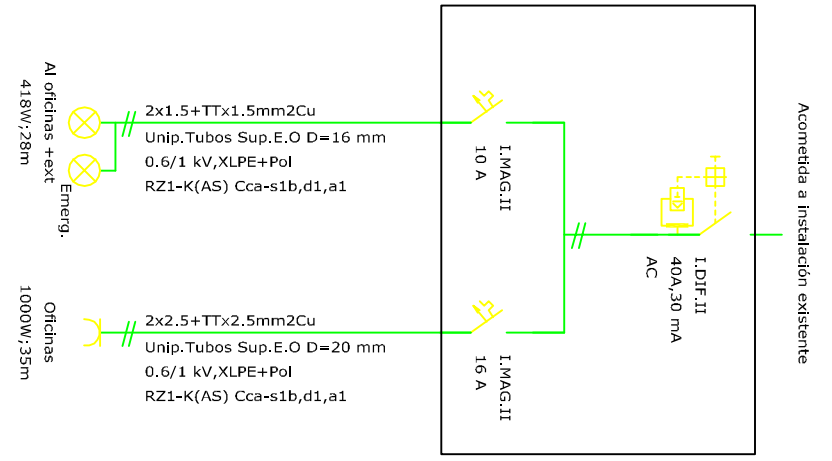 Al oficinas +ext
418W;28m
Emerg.
2x1.5+TTx1.5mm2Cu
Unip.Tubos Sup.E.O D=16 mm
0.6/1 kV,XLPE+Pol
RZ1-K(AS) Cca-s1b,d1,a1
I.MAG.II
10 A
Oficinas
1000W;35m
2x2.5+TTx2.5mm2Cu
Unip.Tubos Sup.E.O D=20 mm
0.6/1 kV,XLPE+Pol
RZ1-K(AS) Cca-s1b,d1,a1
I.MAG.II
16 A
I.DIF.II
40A,30 mA
AC
Acometida a instalación existente